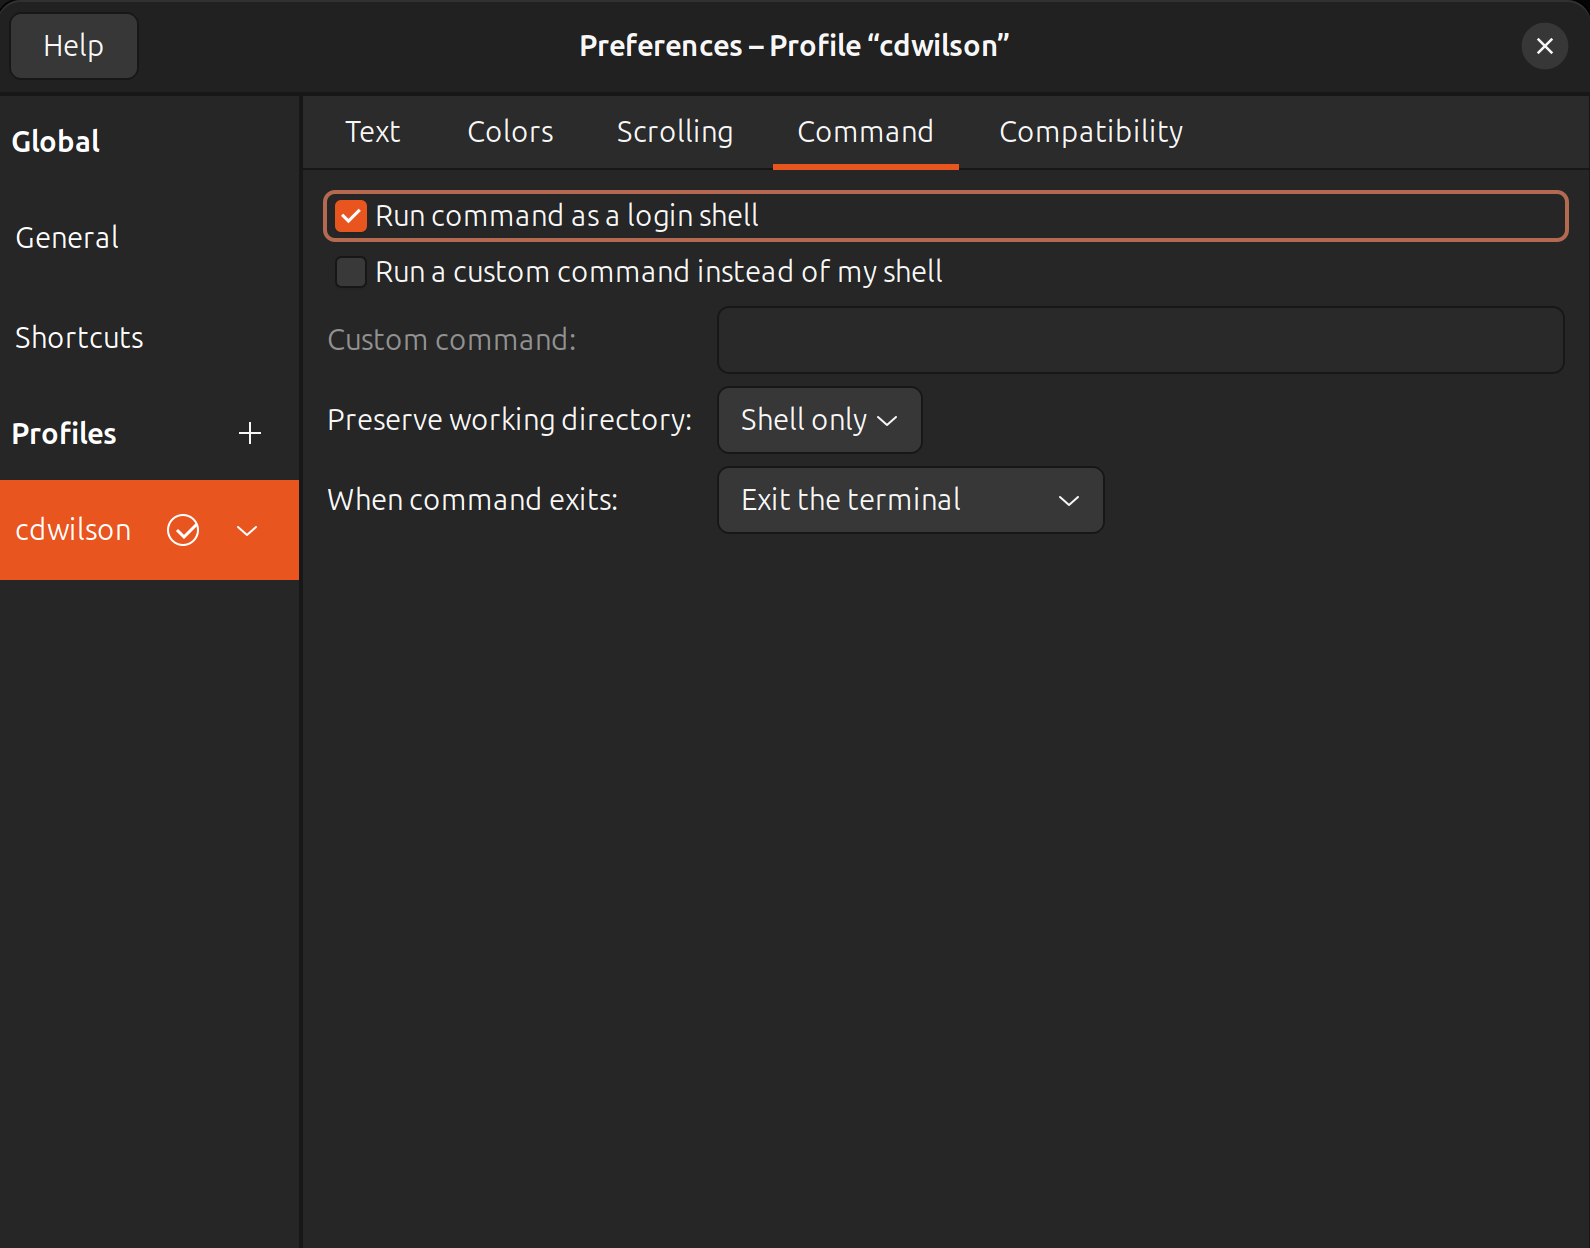 Help
Preferences – Profile “cdwilson”
Global
General
Shortcuts
Profiles
cdwilson
Text Colors Scrolling Command Compatibility
Run command as a login shell
Run a custom command instead of my shell
Custom command:
Preserve working directory: Shell only
When command exits: Exit the terminal